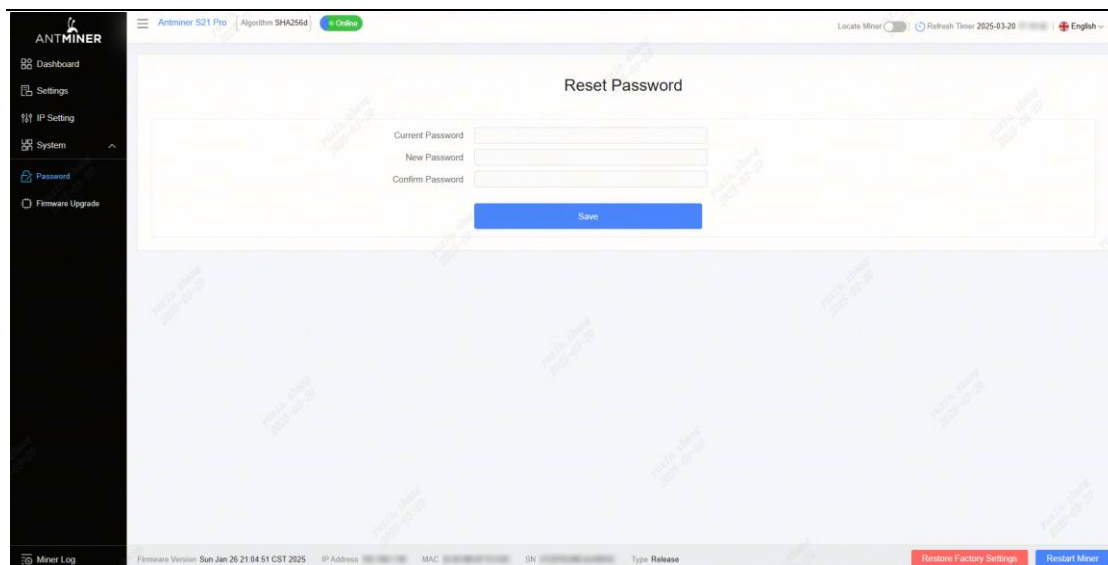 ANTMINER
Antminer S21 Pro { Algorithm SHA256d } Online
Locate Miner Refresh Timer 2025-03-20 English
Dashboard
Settings
IP Setting
System
Password
Firmware Upgrade
Reset Password
Current Password
New Password
Confirm Password
Save
Miner Log
Firmware Version Sun Jan 26 21:04:51 CST 2025 IP Address MAC SN Type Release
Restore Factory Settings Restart Miner